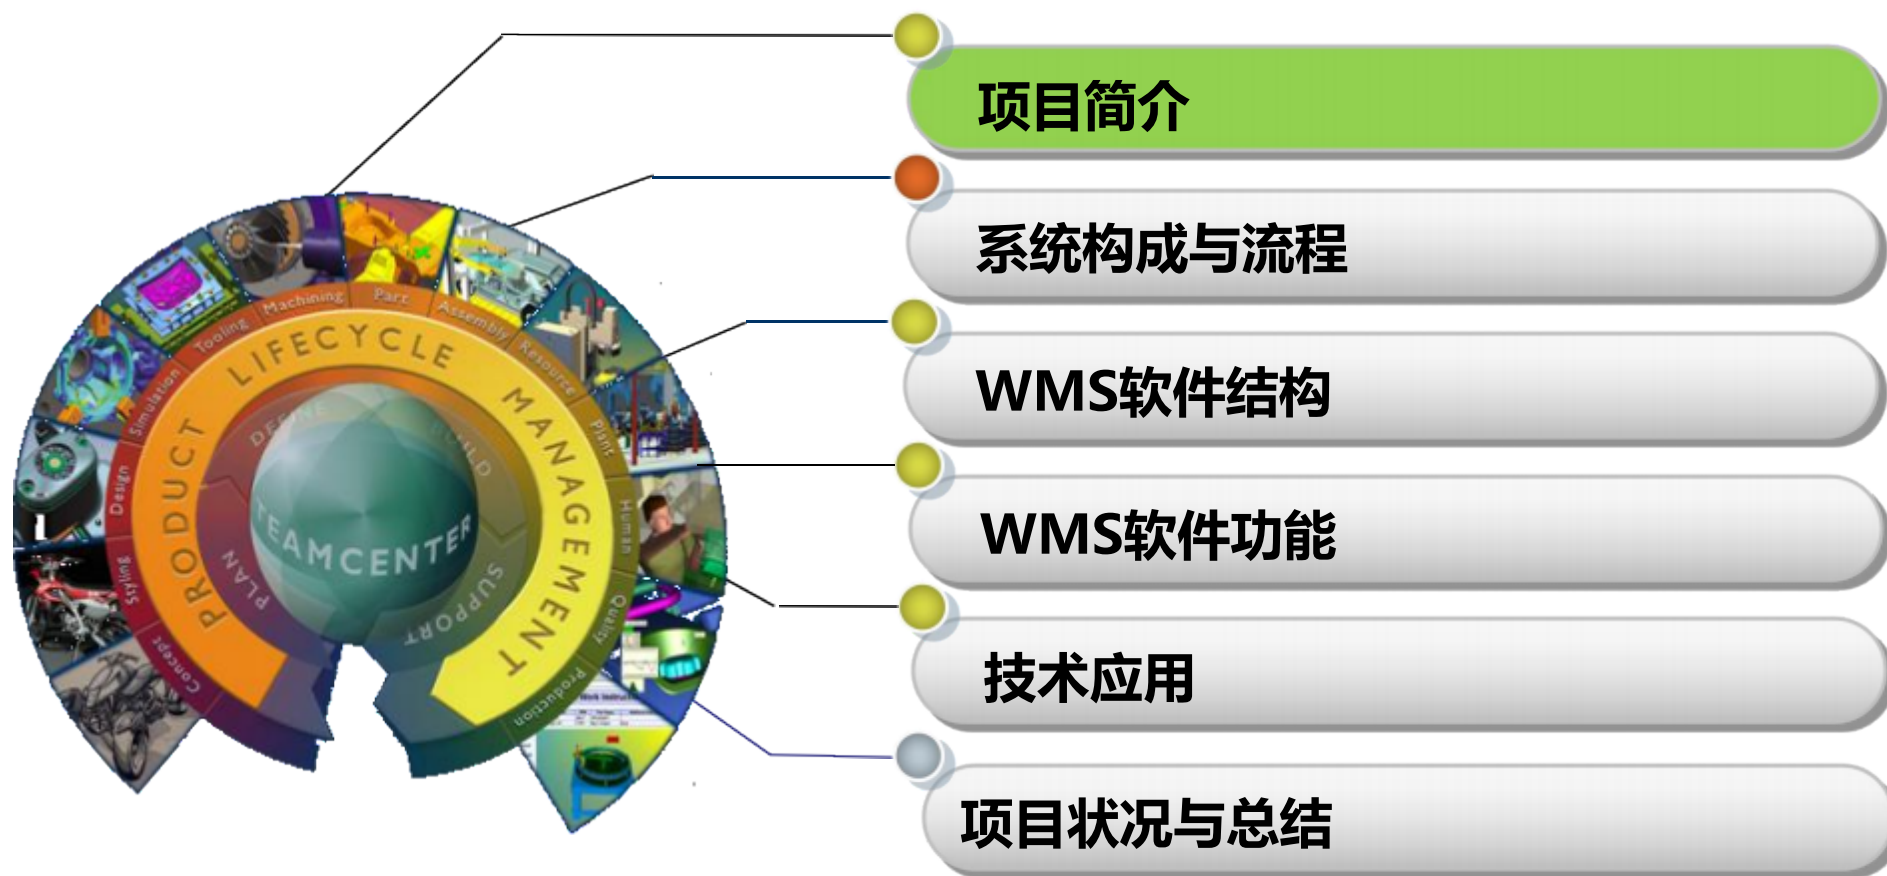 项目简介
系统构成与流程
WMS软件结构
WMS软件功能
技术应用
项目状况与总结
PRODUCT LIFECYCLE MANAGEMENT
Concept
Styling
Design
Simulation
Tooling
Machining
Part
Assembly
Resource
Plant
Human
Quality
Production
PLAN
DEFINE
BUILD
SUPPORT
TEAMCENTER